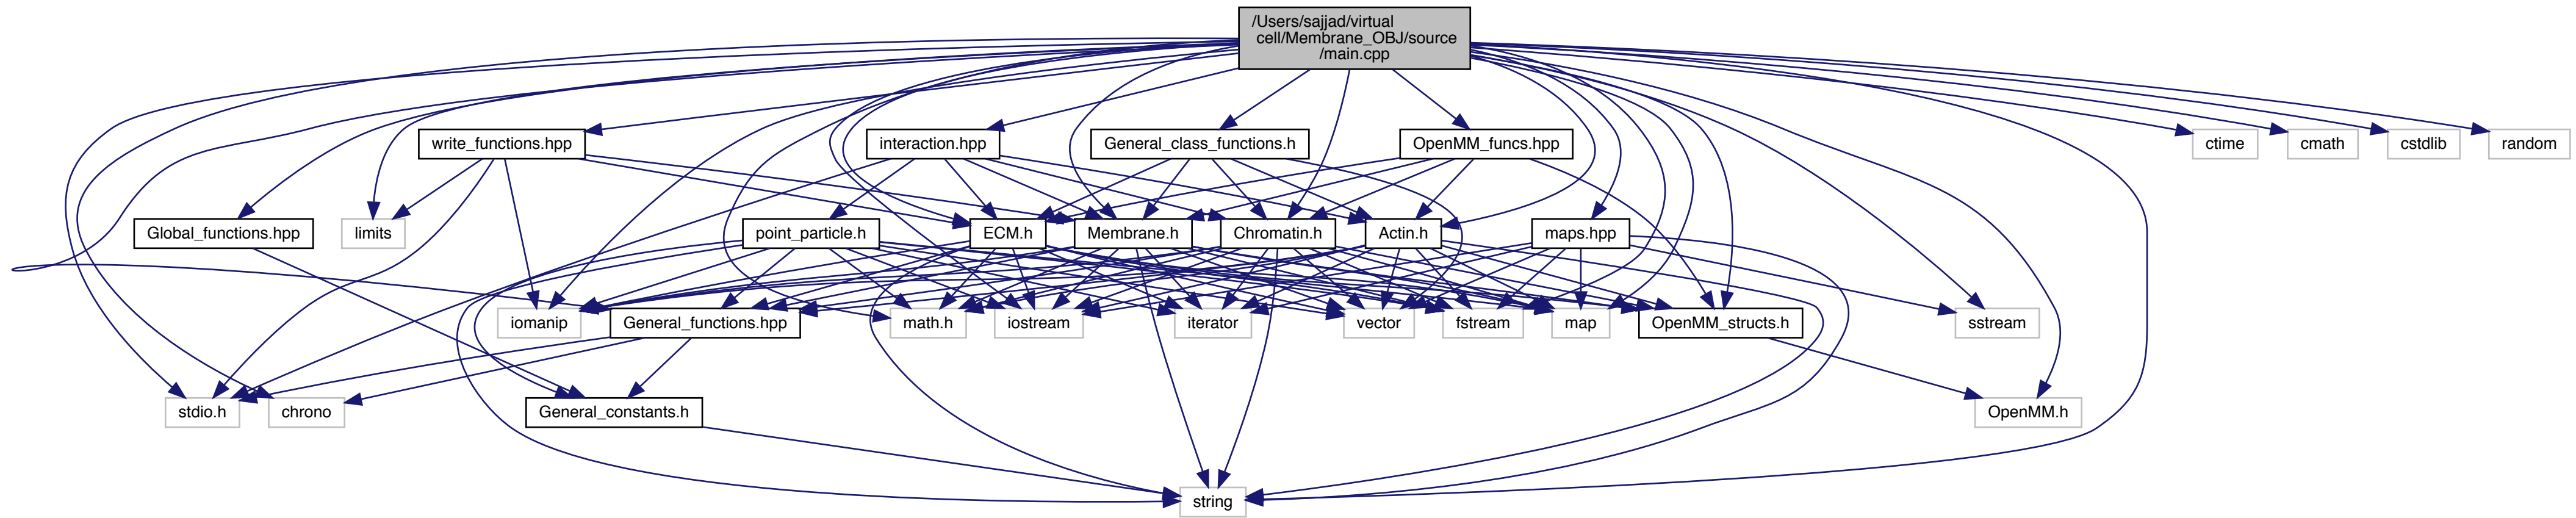 /Users/sajjad/virtual
cell/Membrane_OBJ/source
/main.cpp
write_functions.hpp
interaction.hpp
General_class_functions.h
OpenMM_funcs.hpp
ctime
cmath
cstdlib
random
Global_functions.hpp
limits
point_particle.h
ECM.h
Membrane.h
Chromatin.h
Actin.h
maps.hpp
iomanip
General_functions.hpp
math.h
iostream
iterator
vector
fstream
map
OpenMM_structs.h
sstream
stdio.h
chrono
General_constants.h
OpenMM.h
string